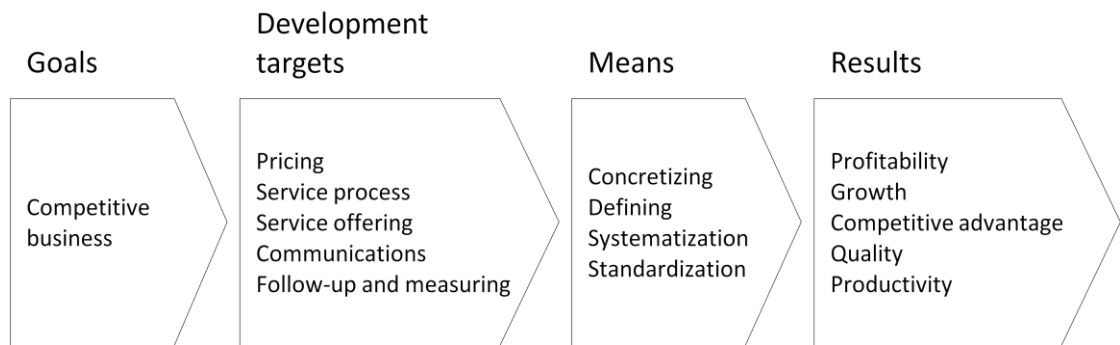 Goals
Development
targets
Means
Results
Competitive
business
Pricing
Service process
Service offering
Communications
Follow-up and measuring
Concretizing
Defining
Systematization
Standardization
Profitability
Growth
Competitive advantage
Quality
Productivity